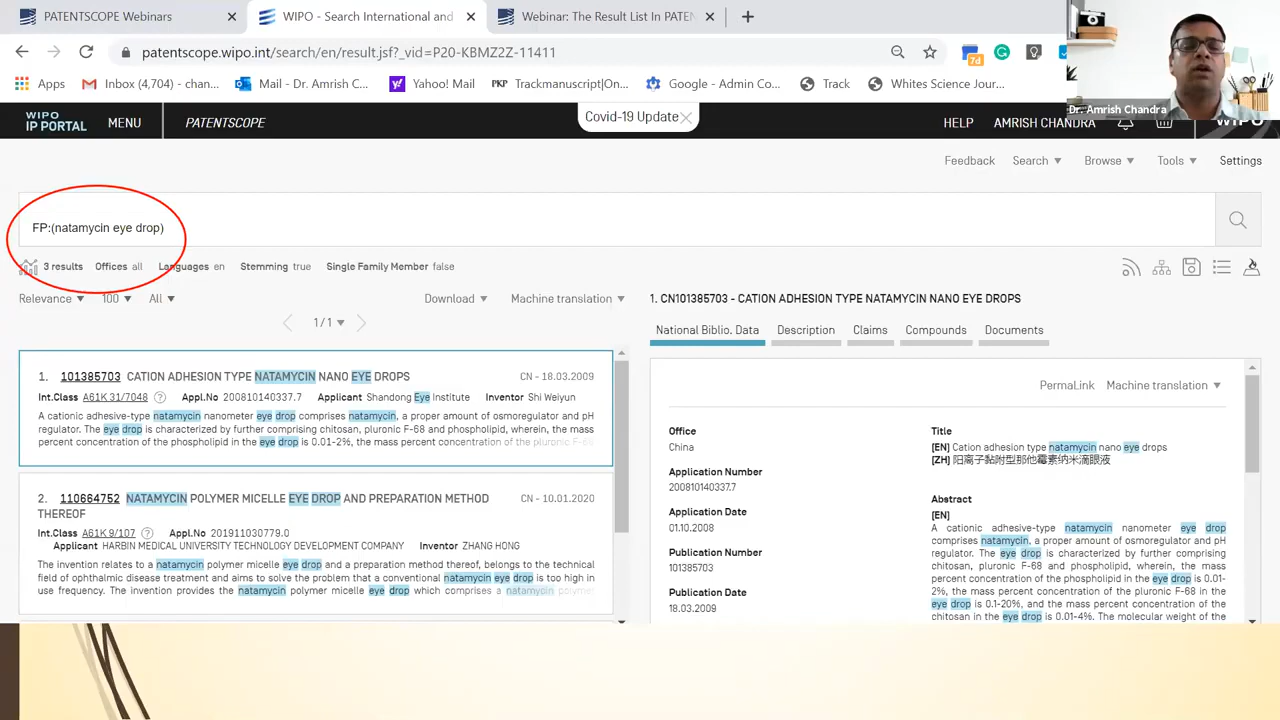 PATENTSCOPE Webinars
WIPO - Search International and
Webinar: The Result List In PATEN
patentscope.wipo.int/search/en/result.jsf?_vid=P20-KBMZ2Z-11411
7d
Apps
Inbox (4,704) - chan...
Mail - Dr. Amrish C...
Yahoo! Mail
PKP Trackmanuscript|On...
Google - Admin Co...
Track
Whites Science Jour...
Dr. Amrish Chandra
WIPO
IP PORTAL
MENU
PATENTSCOPE
Covid-19 Update
HELP
AMRISH CHANDRA
WIPO
Feedback
Search
Browse
Tools
Settings
FP:(natamycin eye drop)
3 results Offices all Languages en Stemming true Single Family Member false
Relevance 100 All Download Machine translation
1/1
1. 101385703 CATION ADHESION TYPE NATAMYCIN NANO EYE DROPS CN - 18.03.2009
Int.Class A61K 31/7048 Appl.No 200810140337.7 Applicant Shandong Eye Institute Inventor Shi Weiyun
A cationic adhesive-type natamycin nanometer eye drop comprises natamycin, a proper amount of osmoregulator and pH
regulator. The eye drop is characterized by further comprising chitosan, pluronic F-68 and phospholipid, wherein, the mass
percent concentration of the phospholipid in the eye drop is 0.01-2%, the mass percent concentration of the pluronic F-68
2. 110664752 NATAMYCIN POLYMER MICELLE EYE DROP AND PREPARATION METHOD CN - 10.01.2020
THEREOF
Int.Class A61K 9/107 Appl.No 201911030779.0
Applicant HARBIN MEDICAL UNIVERSITY TECHNOLOGY DEVELOPMENT COMPANY Inventor ZHANG HONG
The invention relates to a natamycin polymer micelle eye drop and a preparation method thereof, belongs to the technical
field of ophthalmic disease treatment and aims to solve the problem that a conventional natamycin eye drop is too high in
use frequency. The invention provides the natamycin polymer micelle eye drop which comprises a natamycin polymer
1. CN101385703 - CATION ADHESION TYPE NATAMYCIN NANO EYE DROPS
National Biblio. Data Description Claims Compounds Documents
PermaLink Machine translation
Office
China
Application Number
200810140337.7
Application Date
01.10.2008
Publication Number
101385703
Publication Date
18.03.2009
Title
[EN] Cation adhesion type natamycin nano eye drops
[ZH] 阳离子黏附型那他霉素纳米滴眼液
Abstract
[EN]
A cationic adhesive-type natamycin nanometer eye drop
comprises natamycin, a proper amount of osmoregulator and pH
regulator. The eye drop is characterized by further comprising
chitosan, pluronic F-68 and phospholipid, wherein, the mass
percent concentration of the phospholipid in the eye drop is 0.01-
2%, the mass percent concentration of the pluronic F-68 in the
eye drop is 0.1-20%, and the mass percent concentration of the
chitosan in the eye drop is 0.01-4%. The molecular weight of the